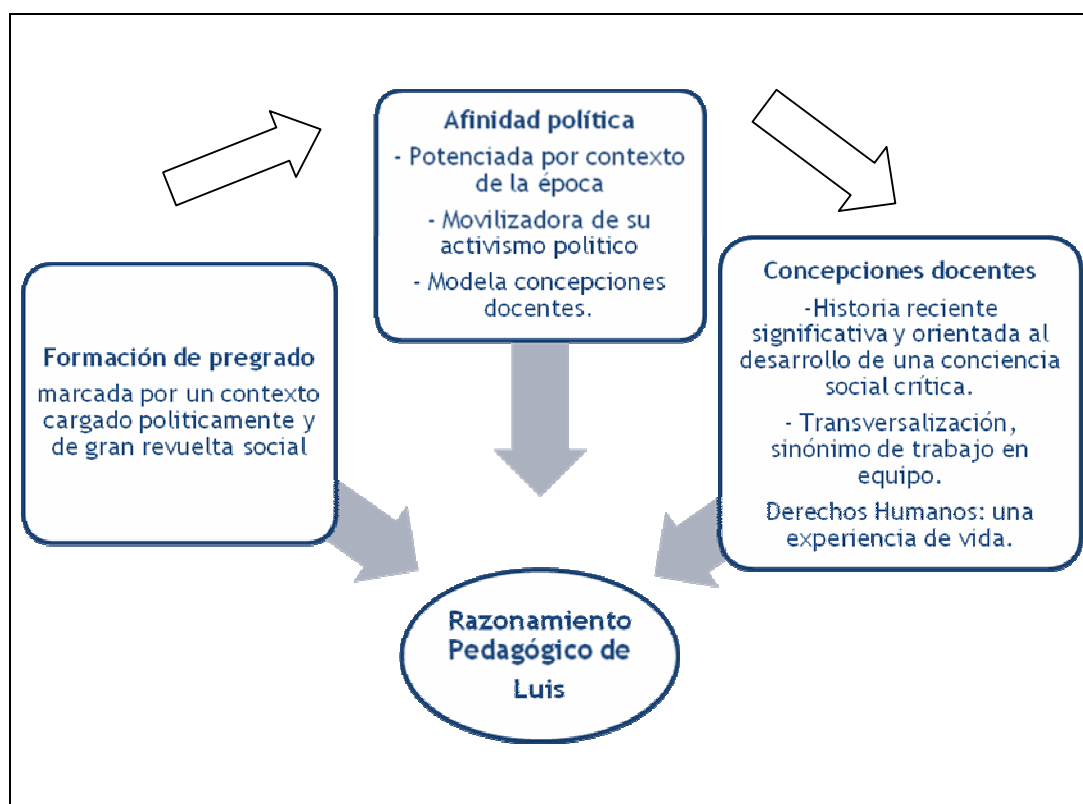 Afinidad política
- Potenciada por contexto
de la época
- Movilizadora de su
activismo politico
- Modela concepciones
docentes.
Formación de pregrado
marcada por un contexto
cargado politicamente y
de gran revuelta social
Concepciones docentes
-Historia reciente
significativa y orientada al
desarrollo de una conciencia
social crítica.
- Transversalización,
sinónimo de trabajo en
equipo.
Derechos Humanos: una
experiencia de vida.
Razonamiento
Pedagógico de
Luis